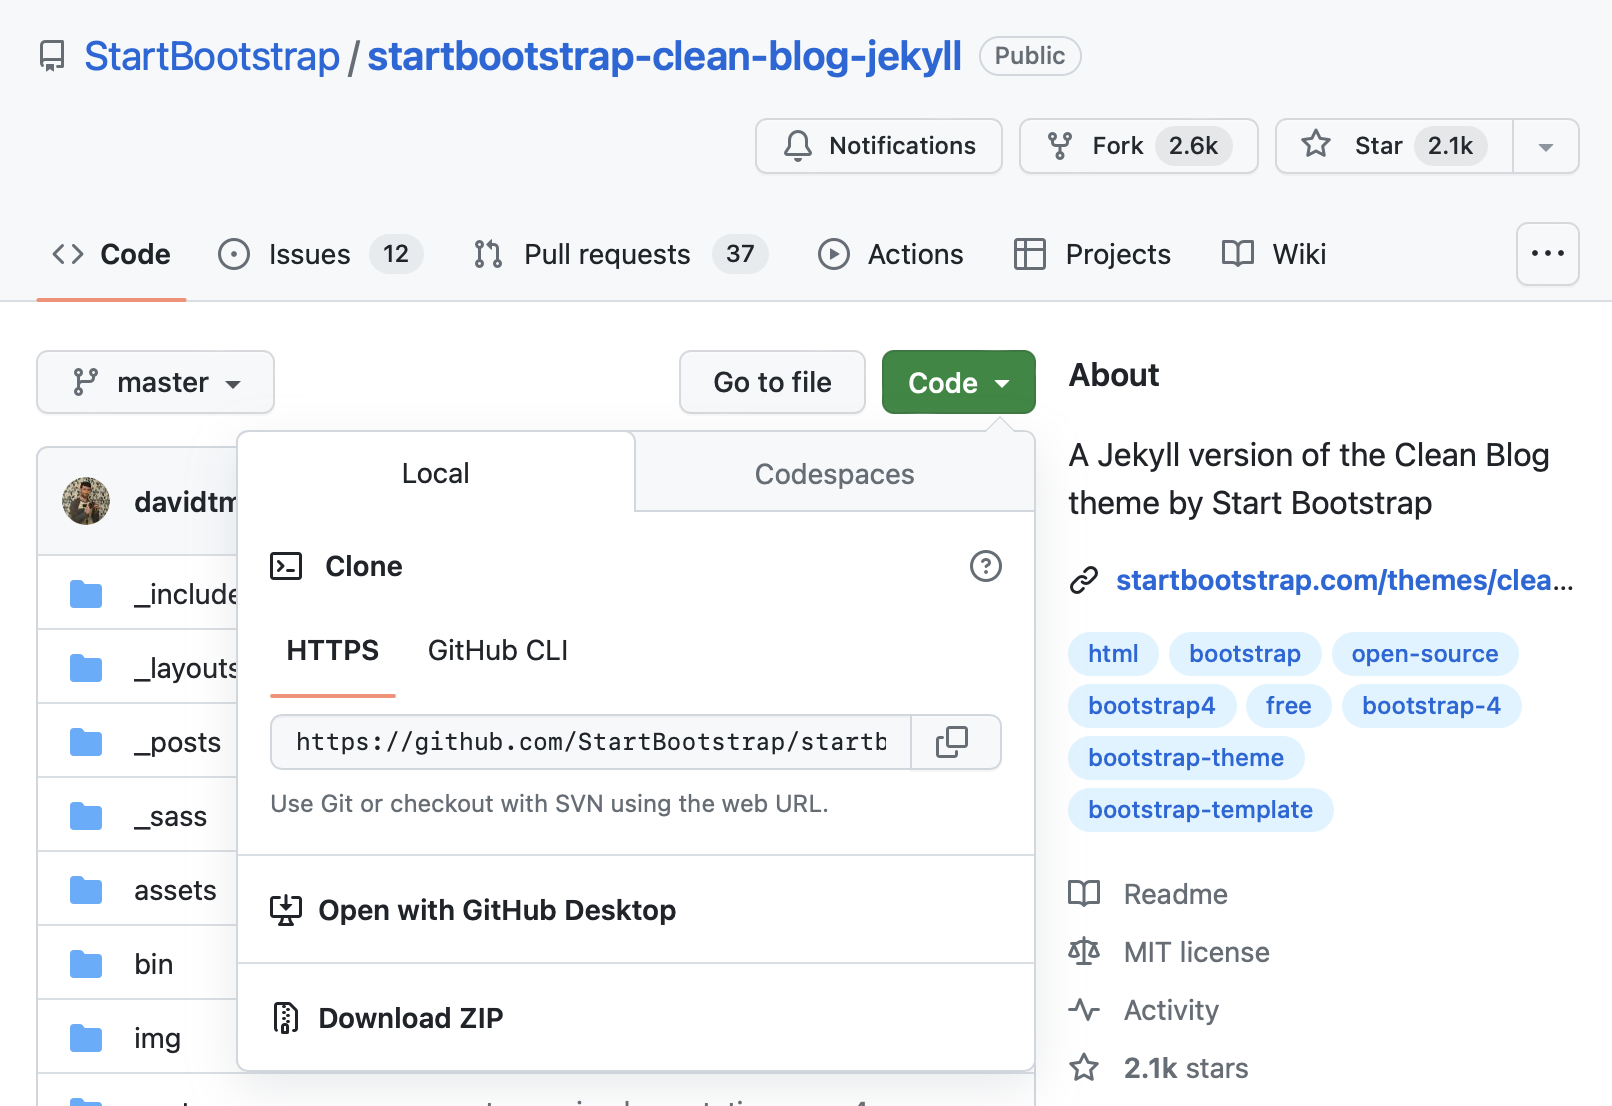 StartBootstrap / startbootstrap-clean-blog-jekyll Public
Notifications Fork 2.6k Star 2.1k
Code Issues 12 Pull requests 37 Actions Projects Wiki
master Go to file Code
About
A Jekyll version of the Clean Blog
theme by Start Bootstrap
startbootstrap.com/themes/clea...
html bootstrap open-source
bootstrap4 free bootstrap-4
bootstrap-theme
bootstrap-template
Readme
MIT license
Activity
2.1k stars
Local Codespaces
Clone
HTTPS GitHub CLI
https://github.com/StartBootstrap/startb
Use Git or checkout with SVN using the web URL.
Open with GitHub Desktop
Download ZIP
davidtm
_include
_layouts
_posts
_sass
assets
bin
img